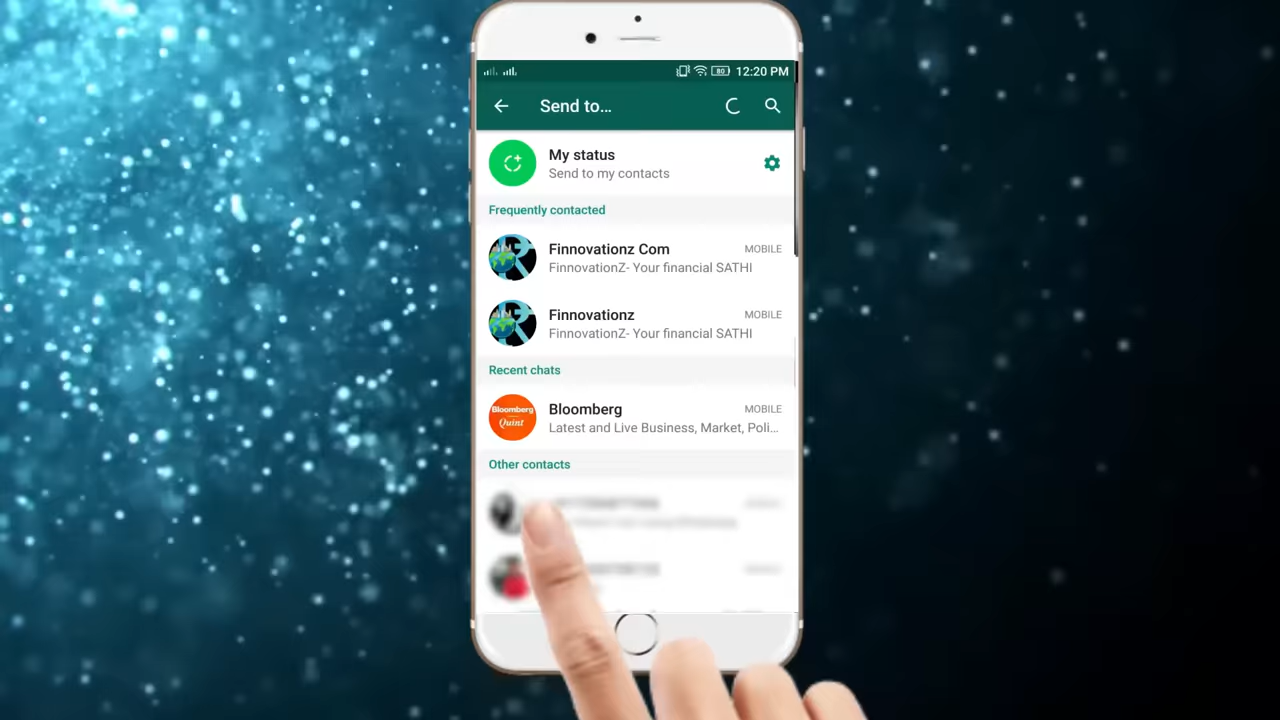 80 12:20 PM
Send to...
My status
Send to my contacts
Frequently contacted
Finnovationz Com MOBILE
FinnovationZ- Your financial SATHI
Finnovationz MOBILE
FinnovationZ- Your financial SATHI
Recent chats
Bloomberg
Quint
Bloomberg MOBILE
Latest and Live Business, Market, Poli...
Other contacts